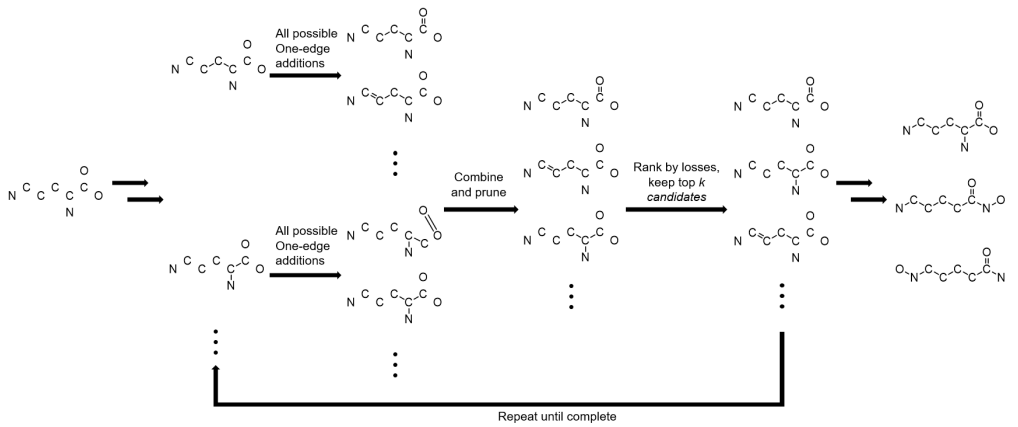 O
N C C C C C O
N
O
N C C C C C O
N
All possible
One-edge
additions
O
N C C C C C O
N
O
N C C C C C O
N
O
N C C C C C O
N
All possible
One-edge
additions
O
N C C C C C O
N
O
N C C C C C O
N
Combine
and prune
O
N C C C C C O
N
O
N C C C C C O
N
O
N C C C C C O
N
Rank by losses,
keep top k
candidates
O
N C C C C C O
N
O
N C C C C C O
N
O
N C C C C C O
N
O
N C C C C C O
N
O
N C C C C C N O
O
O N C C C C C N
Repeat until complete